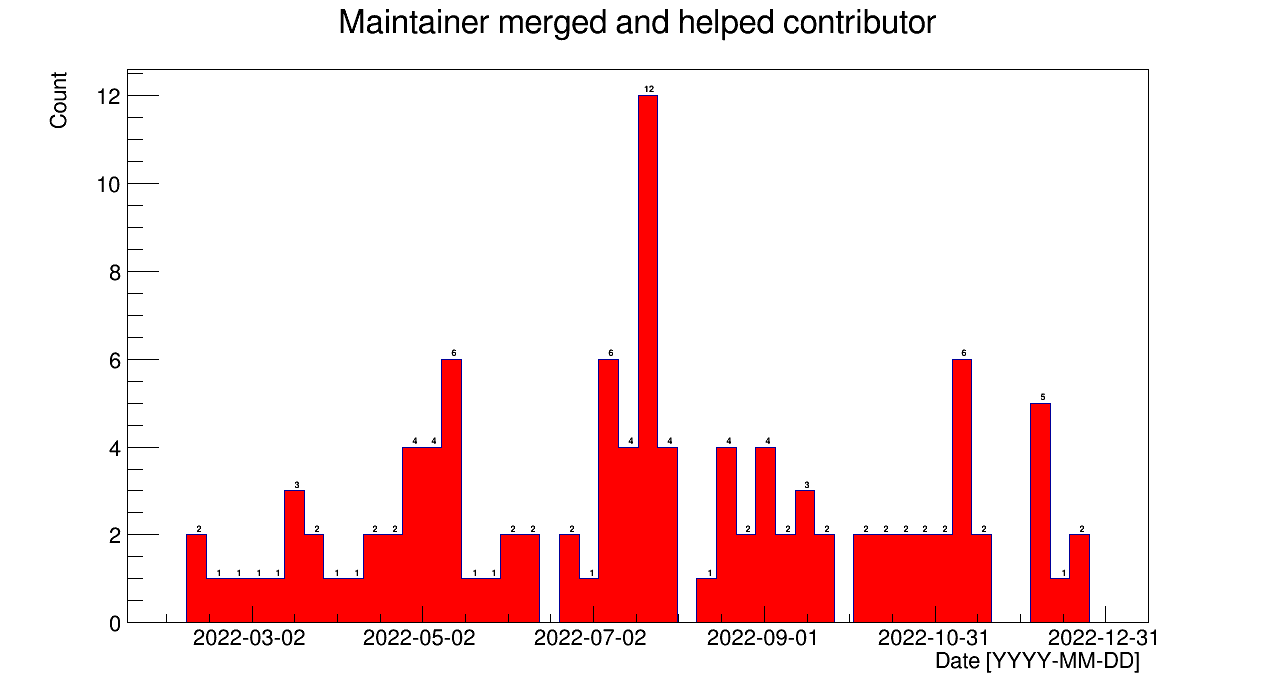 Maintainer merged and helped contributor
Count
12
10
8
6
4
2
0
2 1 1 1 1 3 2 1 1 2 2 4 4 6 1 1 2 2 2 1 6 4 12 4 1 4 2 4 2 3 2 2 2 2 2 2 6 2 5 1 2
2022-03-02 2022-05-02 2022-07-02 2022-09-01 2022-10-31 2022-12-31
Date [YYYY-MM-DD]